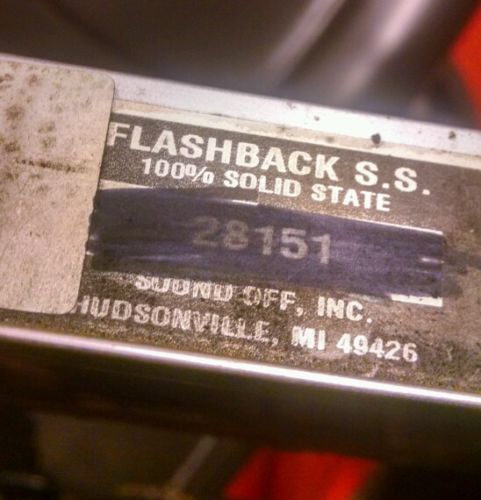 FLASHBACK S.S.
100% SOLID STATE
28151
SOUND OFF, INC.
HUDSONVILLE, MI 49426